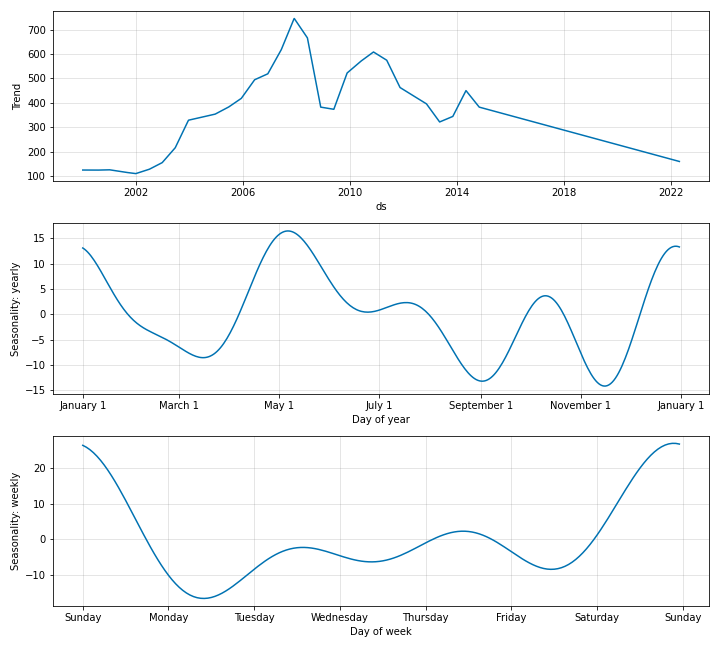 700
600
500
400
300
200
100
Trend
2002 2006 2010 2014 2018 2022
ds
15
10
5
0
−5
−10
−15
Seasonality: yearly
January 1 March 1 May 1 July 1 September 1 November 1 January 1
Day of year
20
10
0
−10
Seasonality: weekly
Sunday Monday Tuesday Wednesday Thursday Friday Saturday Sunday
Day of week